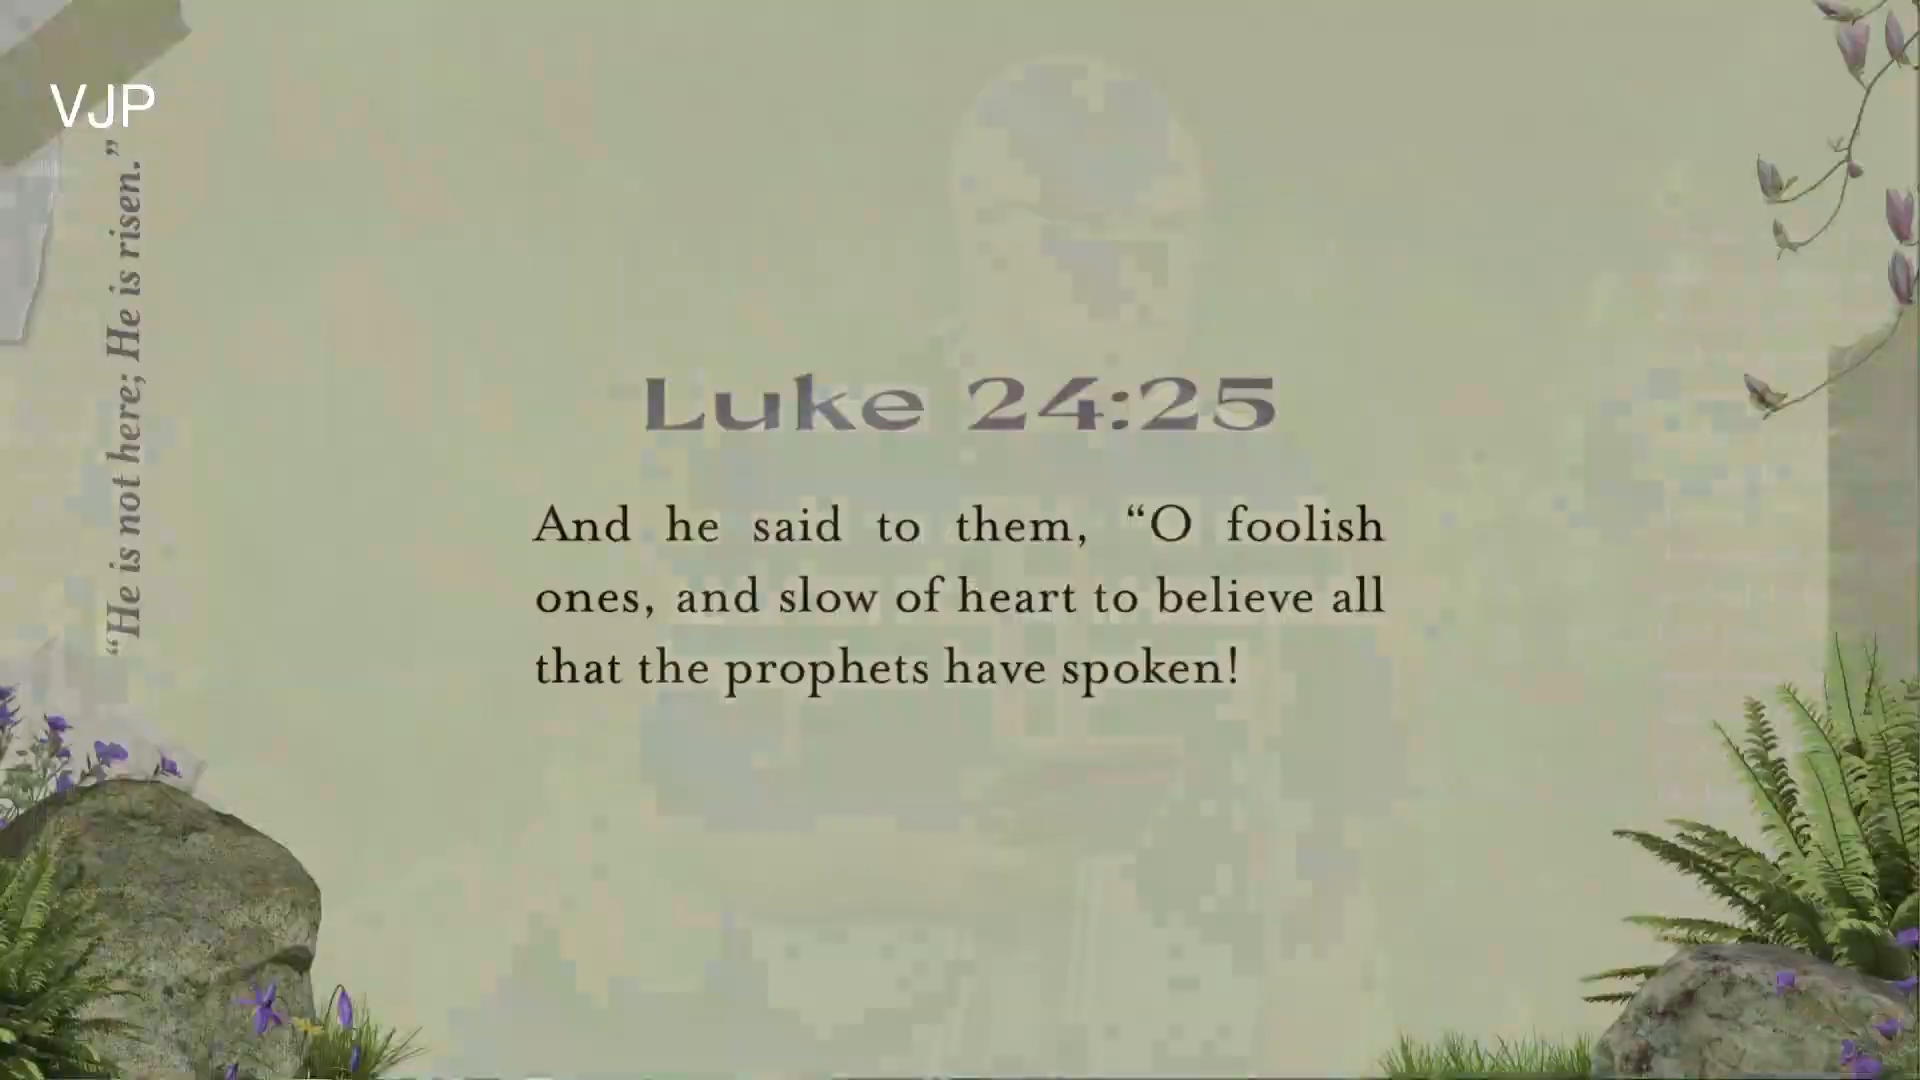 VJP
“He is not here; He is risen.”
Luke 24:25
And he said to them, “O foolish
ones, and slow of heart to believe all
that the prophets have spoken!